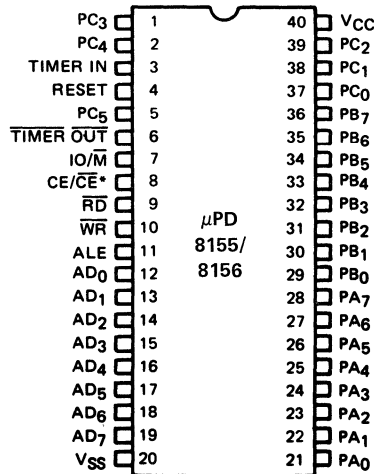 PC3 1 40 VCC
PC4 2 39 PC2
TIMER IN 3 38 PC1
RESET 4 37 PC0
PC5 5 36 PB7
TIMER OUT 6 35 PB6
IO/M 7 34 PB5
CE/CE* 8 33 PB4
RD 9 32 PB3
WR 10 μPD 31 PB2
ALE 11 8155/ 30 PB1
AD0 12 8156 29 PB0
AD1 13 28 PA7
AD2 14 27 PA6
AD3 15 26 PA5
AD4 16 25 PA4
AD5 17 24 PA3
AD6 18 23 PA2
AD7 19 22 PA1
VSS 20 21 PA0